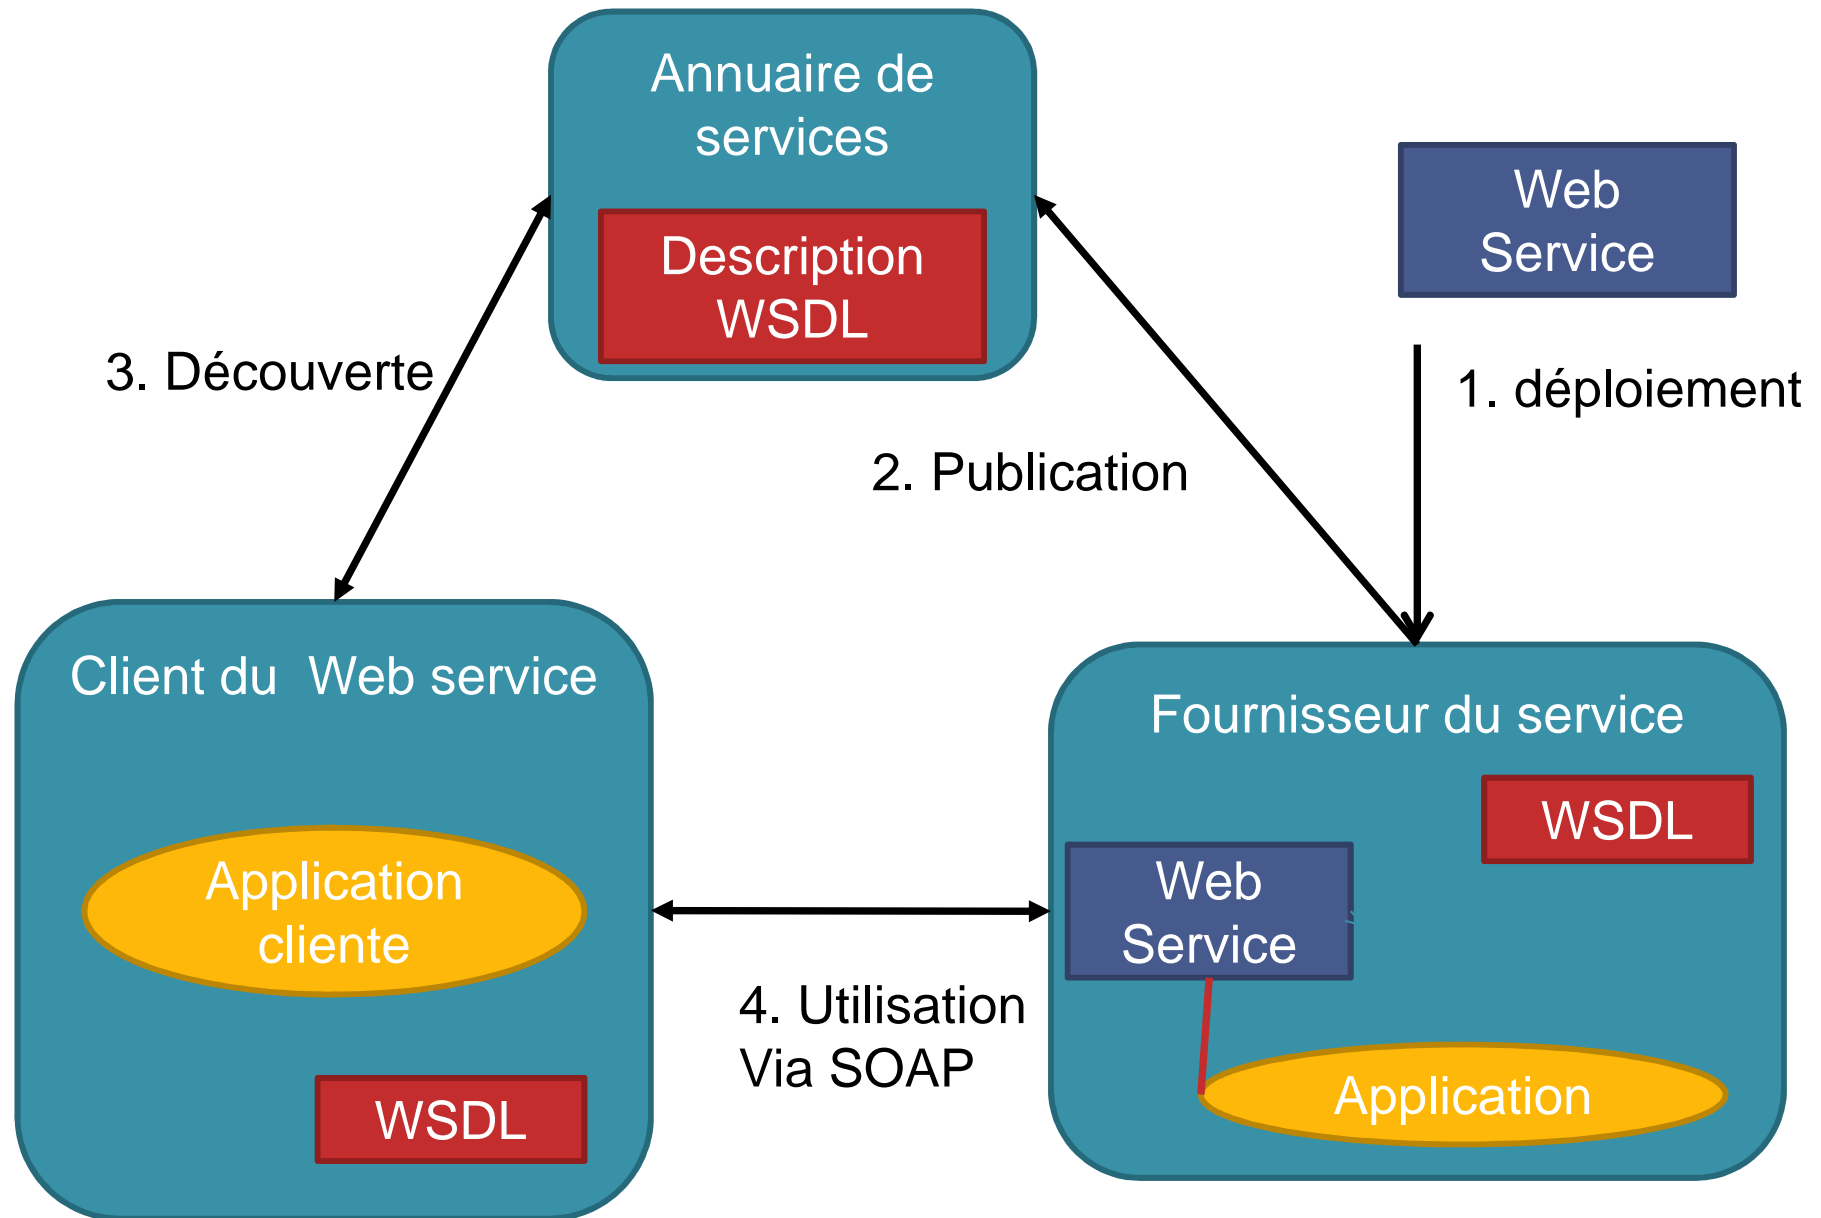 Annuaire de
services
Description
WSDL
Web
Service
3. Découverte
1. déploiement
2. Publication
Client du  Web service
Fournisseur du service
WSDL
Application
cliente
Web
Service
4. Utilisation
Via SOAP
WSDL
Application